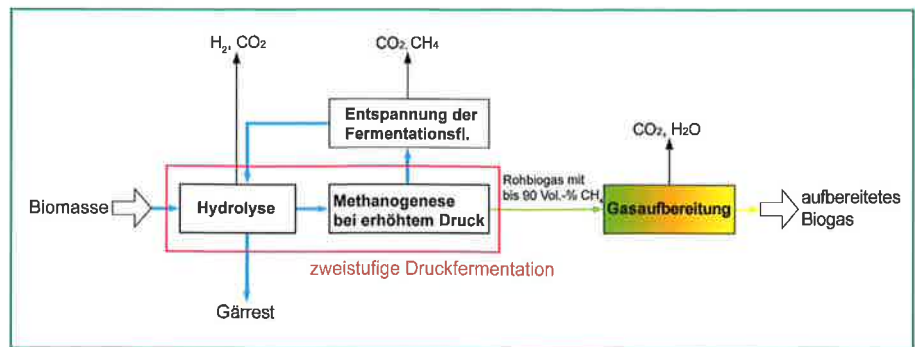 H₂, CO₂
CO₂, CH₄
Entspannung der
Fermentationsfl.
CO₂, H₂O
Biomasse
Hydrolyse
Methanogenese
bei erhöhtem Druck
Rohbiogas mit
bis 90 Vol.-% CH₄
Gasaufbereitung
aufbereitetes
Biogas
zweistufige Druckfermentation
Gärrest